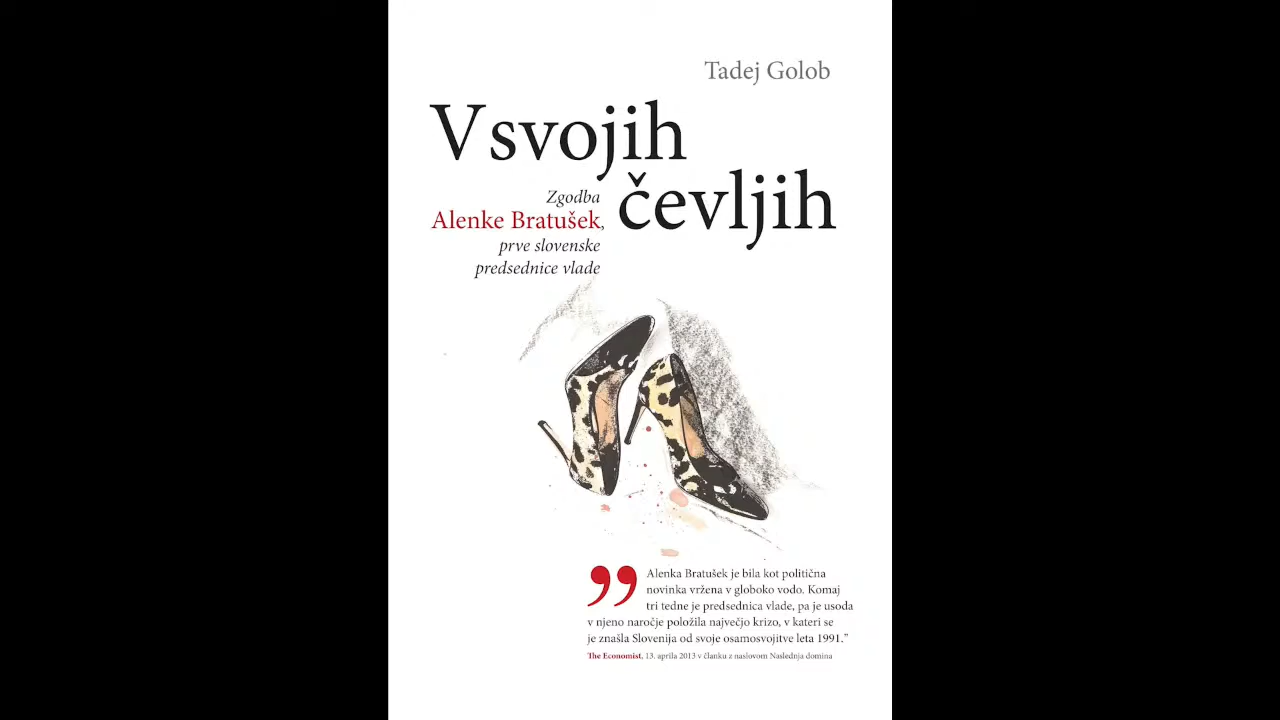 Tadej Golob
V svojih
čevljih
Zgodba
Alenke Bratušek,
prve slovenske
predsednice vlade
Alenka Bratušek je bila kot politična
novinka vržena v globoko vodo. Komaj
tri tedne je predsednica vlade, pa je usoda
v njeno naročje položila največjo krizo, v kateri se
je znašla Slovenija od svoje osamosvojitve leta 1991.”
The Economist, 13. aprila 2013 v članku z naslovom Naslednja domina